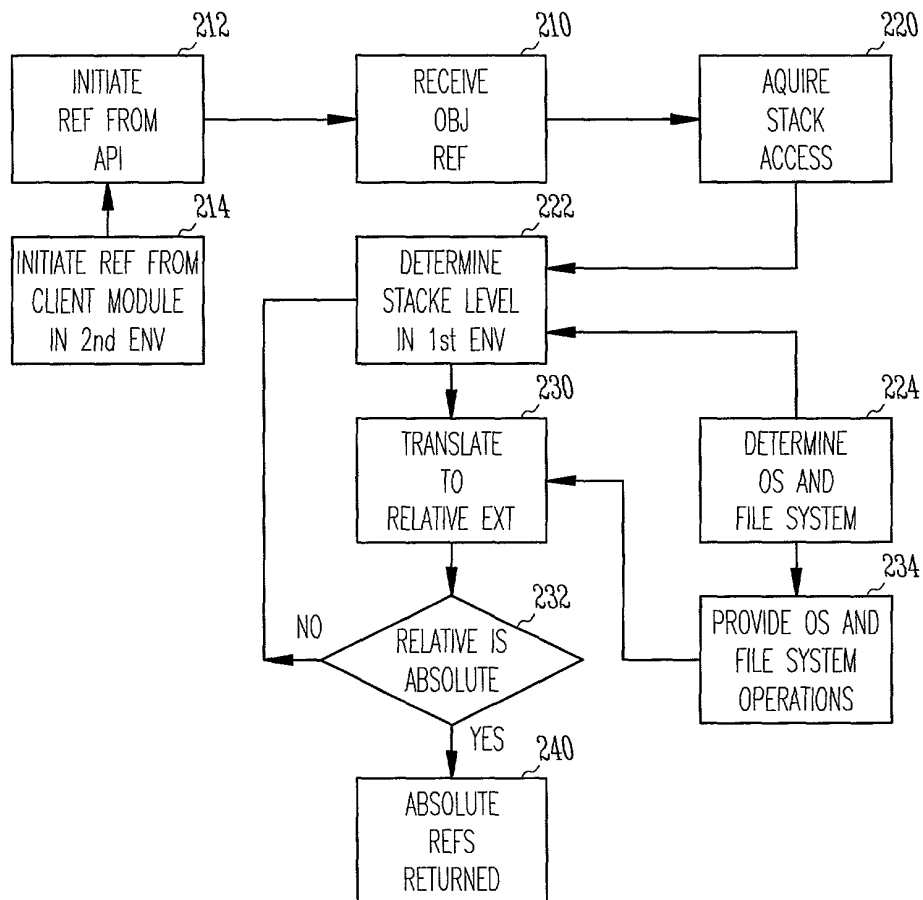 212
INITIATE
REF FROM
API
210
RECEIVE
OBJ
REF
220
AQUIRE
STACK
ACCESS
214
INITIATE REF FROM
CLIENT MODULE
IN 2nd ENV
222
DETERMINE
STACKE LEVEL
IN 1st ENV
230
TRANSLATE
TO
RELATIVE EXT
224
DETERMINE
OS AND
FILE SYSTEM
232
RELATIVE IS
ABSOLUTE
NO
YES
234
PROVIDE OS AND
FILE SYSTEM
OPERATIONS
240
ABSOLUTE
REFS
RETURNED